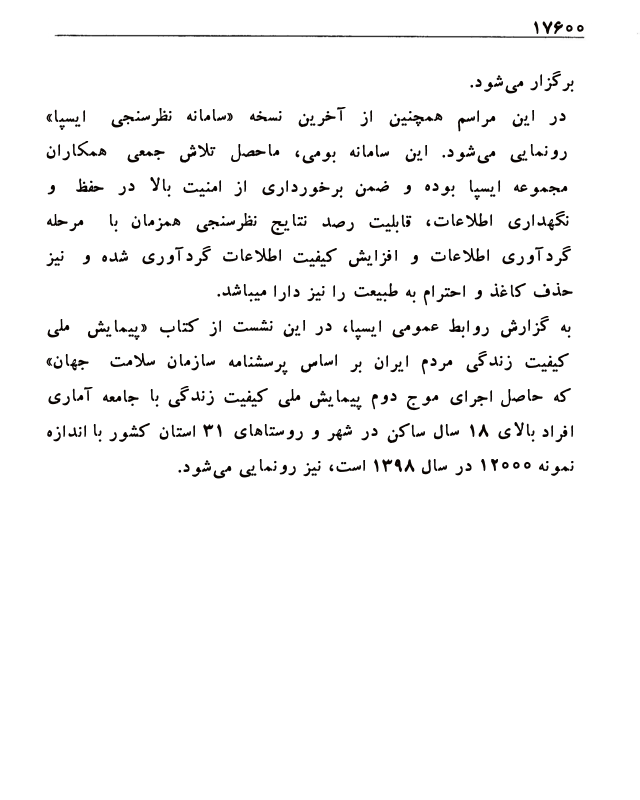 ۱۷۶۰۰
برگزار می‌شود.
در این مراسم همچنین از آخرین نسخه «سامانه نظرسنجی ایسپا»
رونمایی می‌شود. این سامانه بومی، ماحصل تلاش جمعی همکاران
مجموعه ایسپا بوده و ضمن برخورداری از امنیت بالا در حفظ و
نگهداری اطلاعات، قابلیت رصد نتایج نظرسنجی همزمان با مرحله
گردآوری اطلاعات و افزایش کیفیت اطلاعات گردآوری شده و نیز
حذف کاغذ و احترام به طبیعت را نیز دارا میباشد.
به گزارش روابط عمومی ایسپا، در این نشست از کتاب «پیمایش ملی
کیفیت زندگی مردم ایران بر اساس پرسشنامه سازمان سلامت جهان»
که حاصل اجرای موج دوم پیمایش ملی کیفیت زندگی با جامعه آماری
افراد بالای ۱۸ سال ساکن در شهر و روستاهای ۳۱ استان کشور با اندازه
نمونه ۱۲۰۰۰ در سال ۱۳۹۸ است، نیز رونمایی می‌شود.